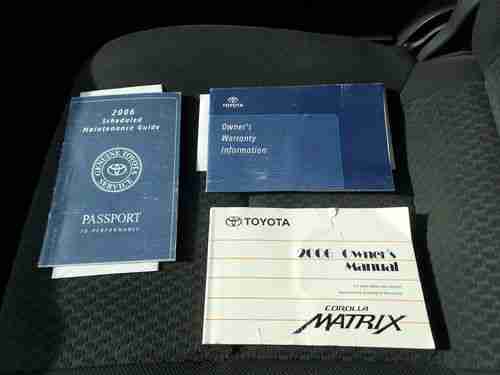 2006
Scheduled
Maintenance Guide
GENUINE TOYOTA
SERVICE
PASSPORT
TO PERFORMANCE
TOYOTA
Owner's
Warranty
Information
TOYOTA
2006 Owner's
Manual
COROLLA
MATRIX